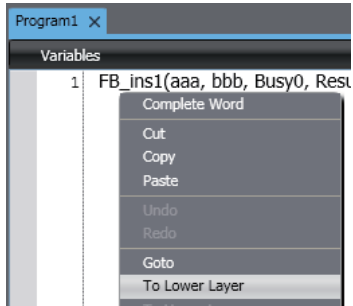 Program1
Variables
1 FB_ins1(aaa, bbb, Busy0, Resu
Complete Word
Cut
Copy
Paste
Undo
Redo
Goto
To Lower Layer